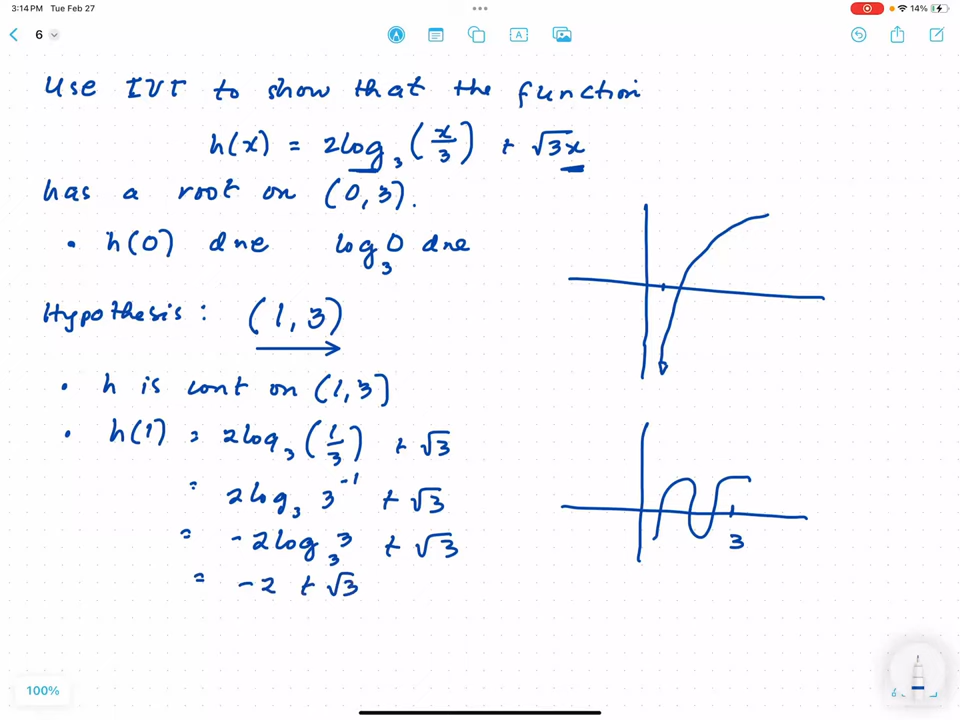 3:14 PM Tue Feb 27
14%
6
A
Use IVT to show that the function
h(x) = 2log₃(x/3) + √3x
has a root on (0,3).
• h(0) dne log₃0 dne
Hypothesis: (1,3)
• h is cont on (1,3]
• h(1) = 2log₃(1/3) + √3
= 2log₃ 3⁻¹ + √3
= -2log₃ 3 + √3
= -2 + √3
3
100%